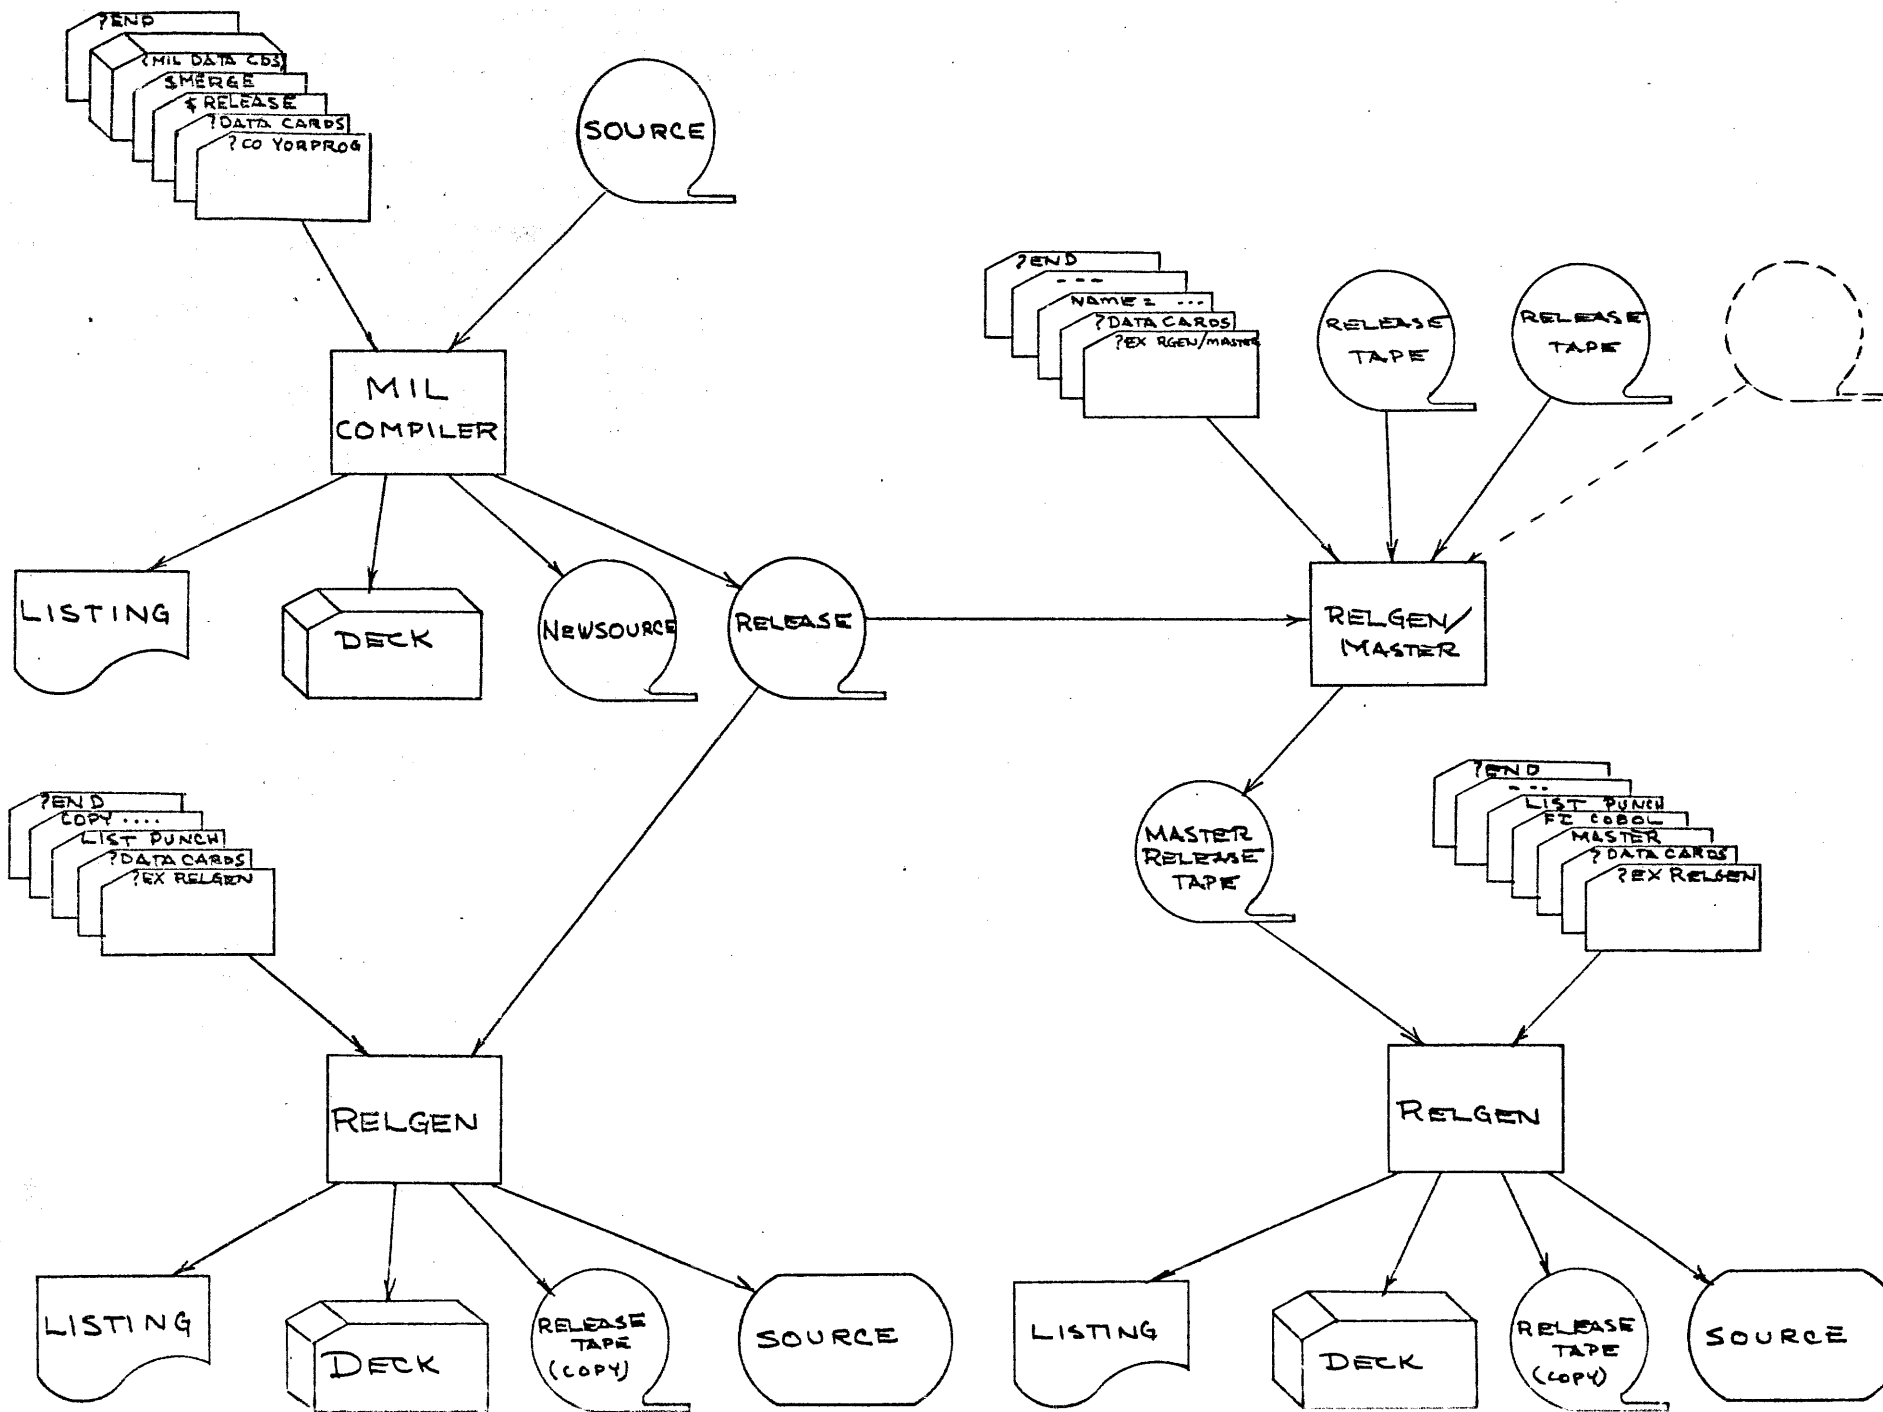 ?END
?MIL DATA CDS
$MERGE
$ RELEASE
?DATA CARDS
?CO YORPROG
SOURCE
MIL
COMPILER
LISTING
DECK
NEWSOURCE
RELEASE
?END
---
NAME = ...
?DATA CARDS
?EX RGEN/MASTER
RELEASE
TAPE
RELEASE
TAPE
RELGEN/
MASTER
?END
COPY ....
LIST PUNCH
?DATA CARDS
?EX RELGEN
RELGEN
LISTING
DECK
RELEASE
TAPE
(COPY)
SOURCE
MASTER
RELEASE
TAPE
?END
---
LIST PUNCH
FI COBOL
MASTER
?DATA CARDS
?EX RELGEN
RELGEN
LISTING
DECK
RELEASE
TAPE
(COPY)
SOURCE